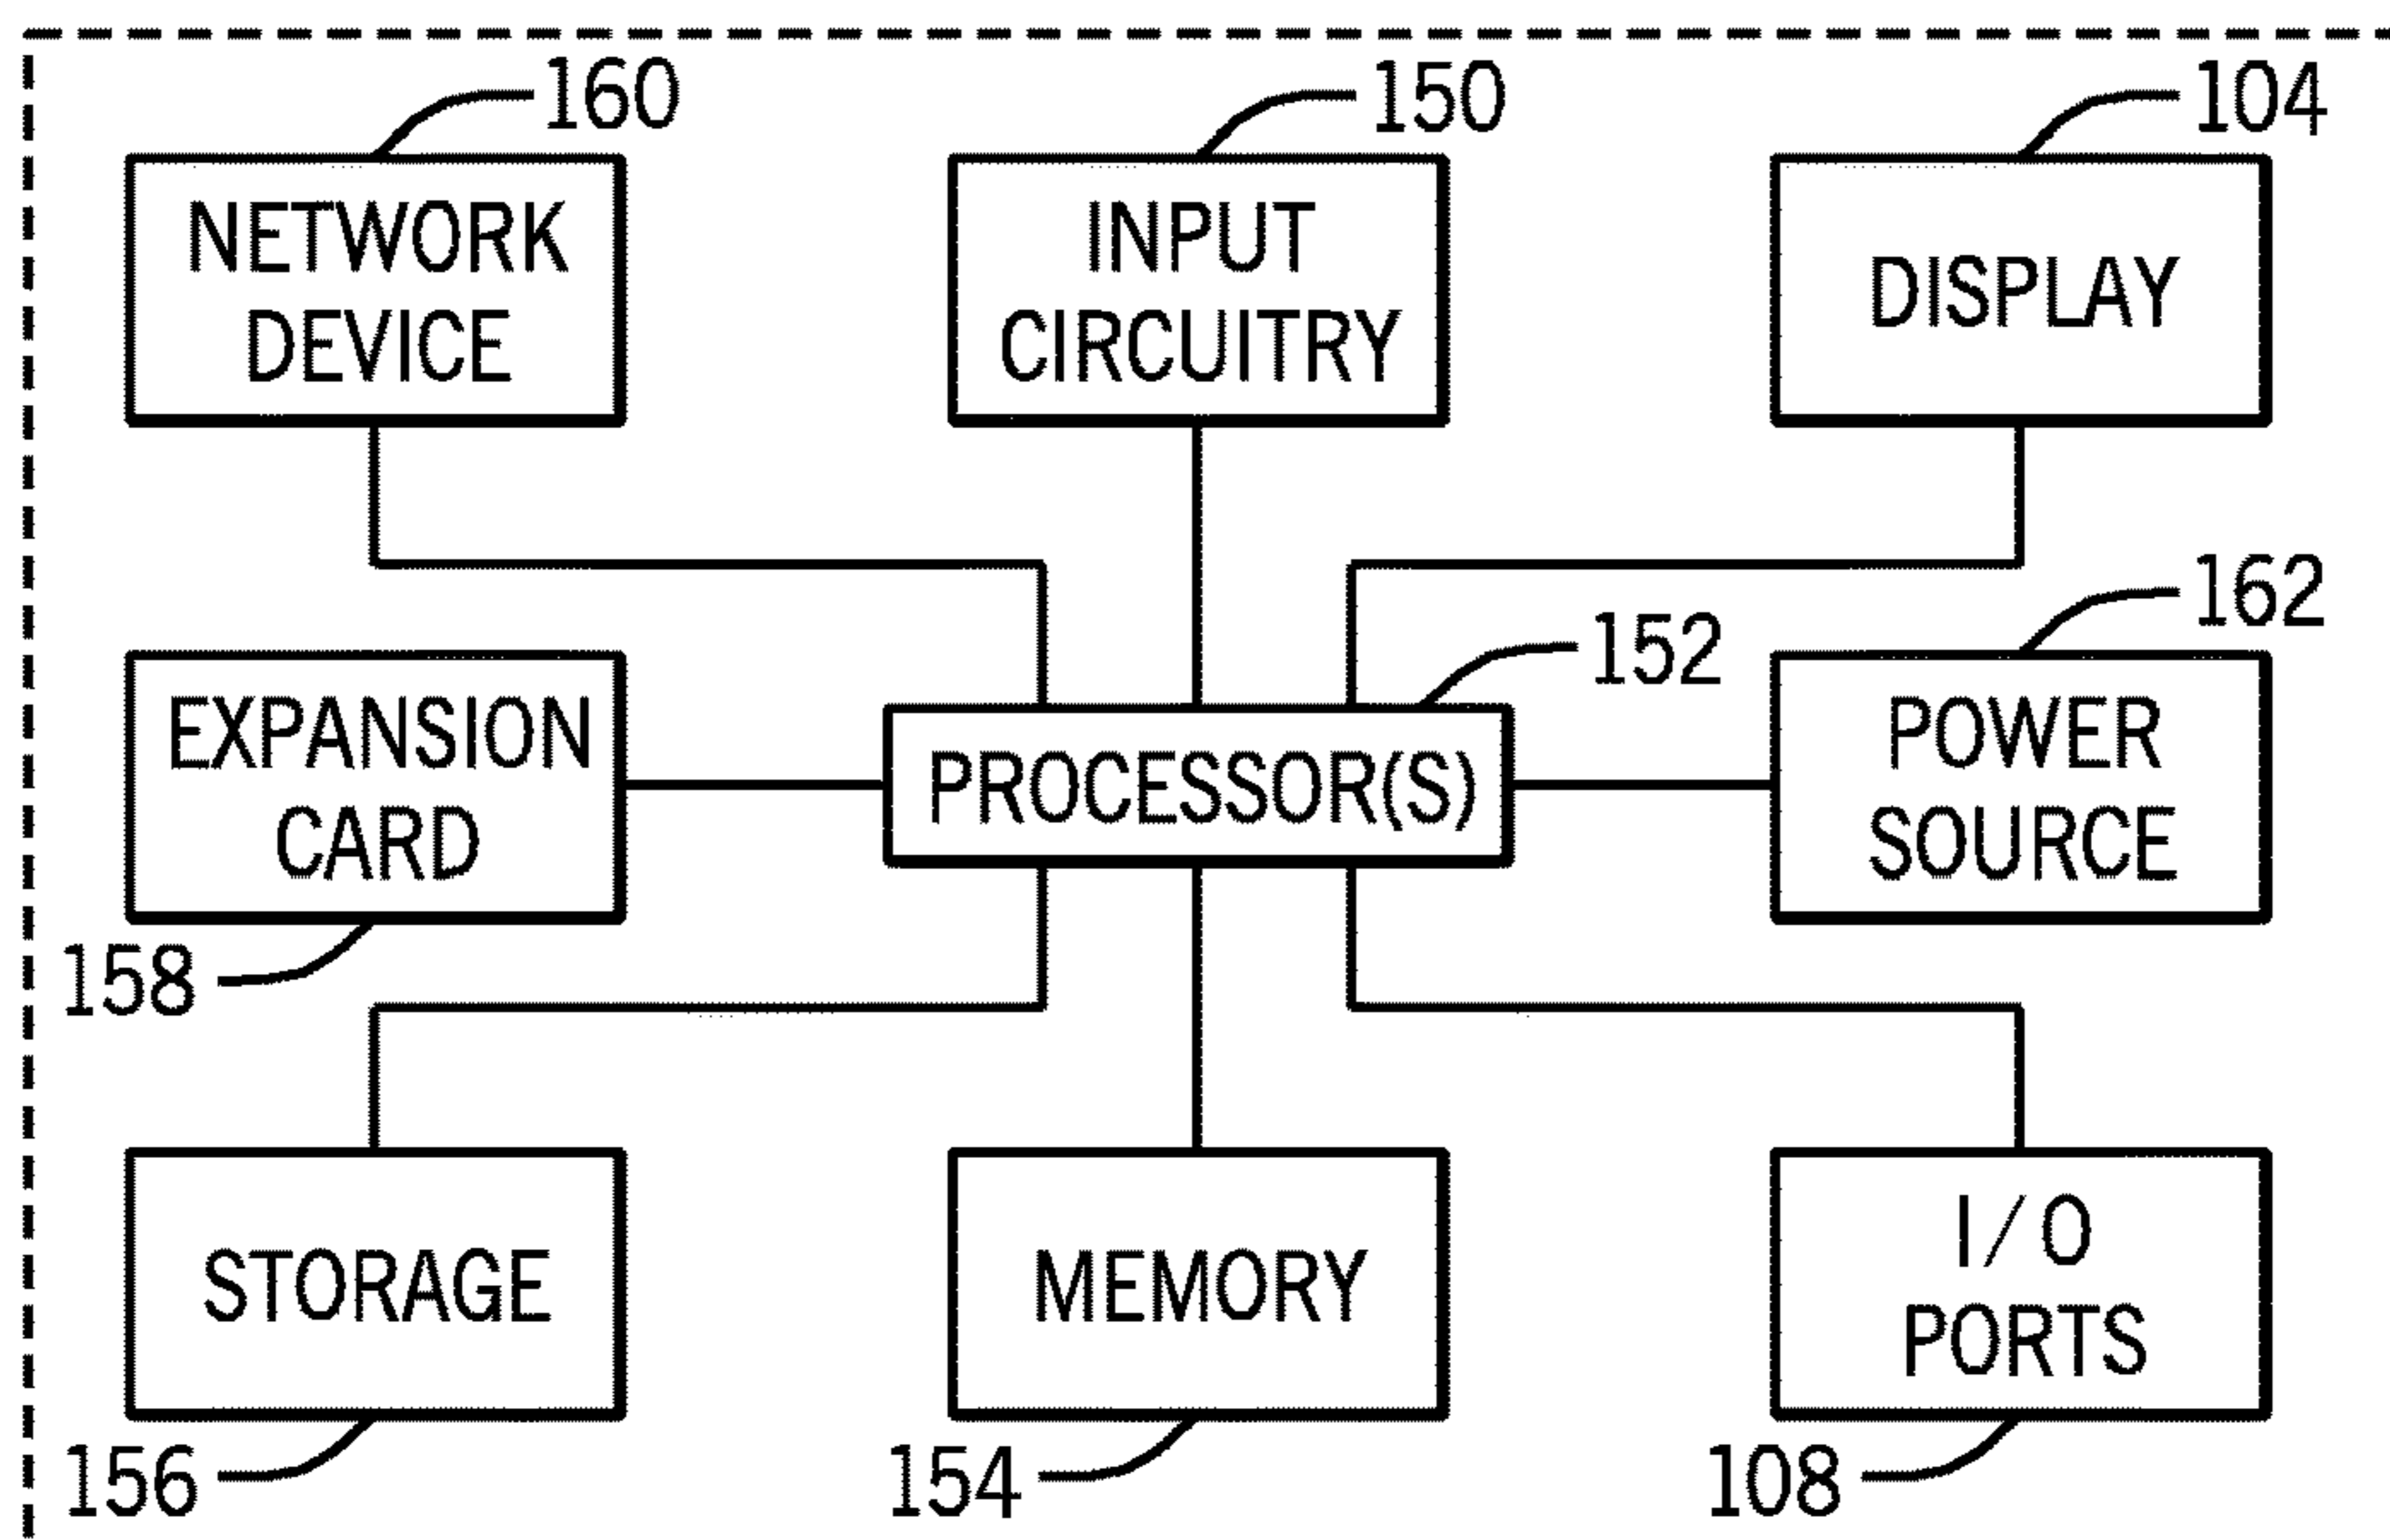 160
150
104
NETWORK
DEVICE
INPUT
CIRCUITRY
DISPLAY
162
152
EXPANSION
CARD
PROCESSOR(S)
POWER
SOURCE
158
STORAGE
MEMORY
I/O
PORTS
156
154
108